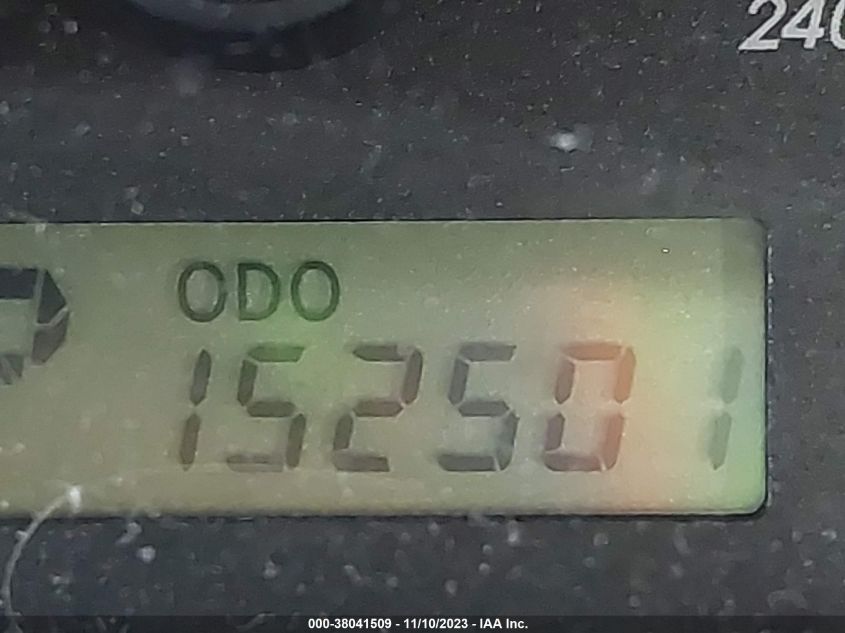 240
ODO
152501
000-38041509 - 11/10/2023 - IAA Inc.